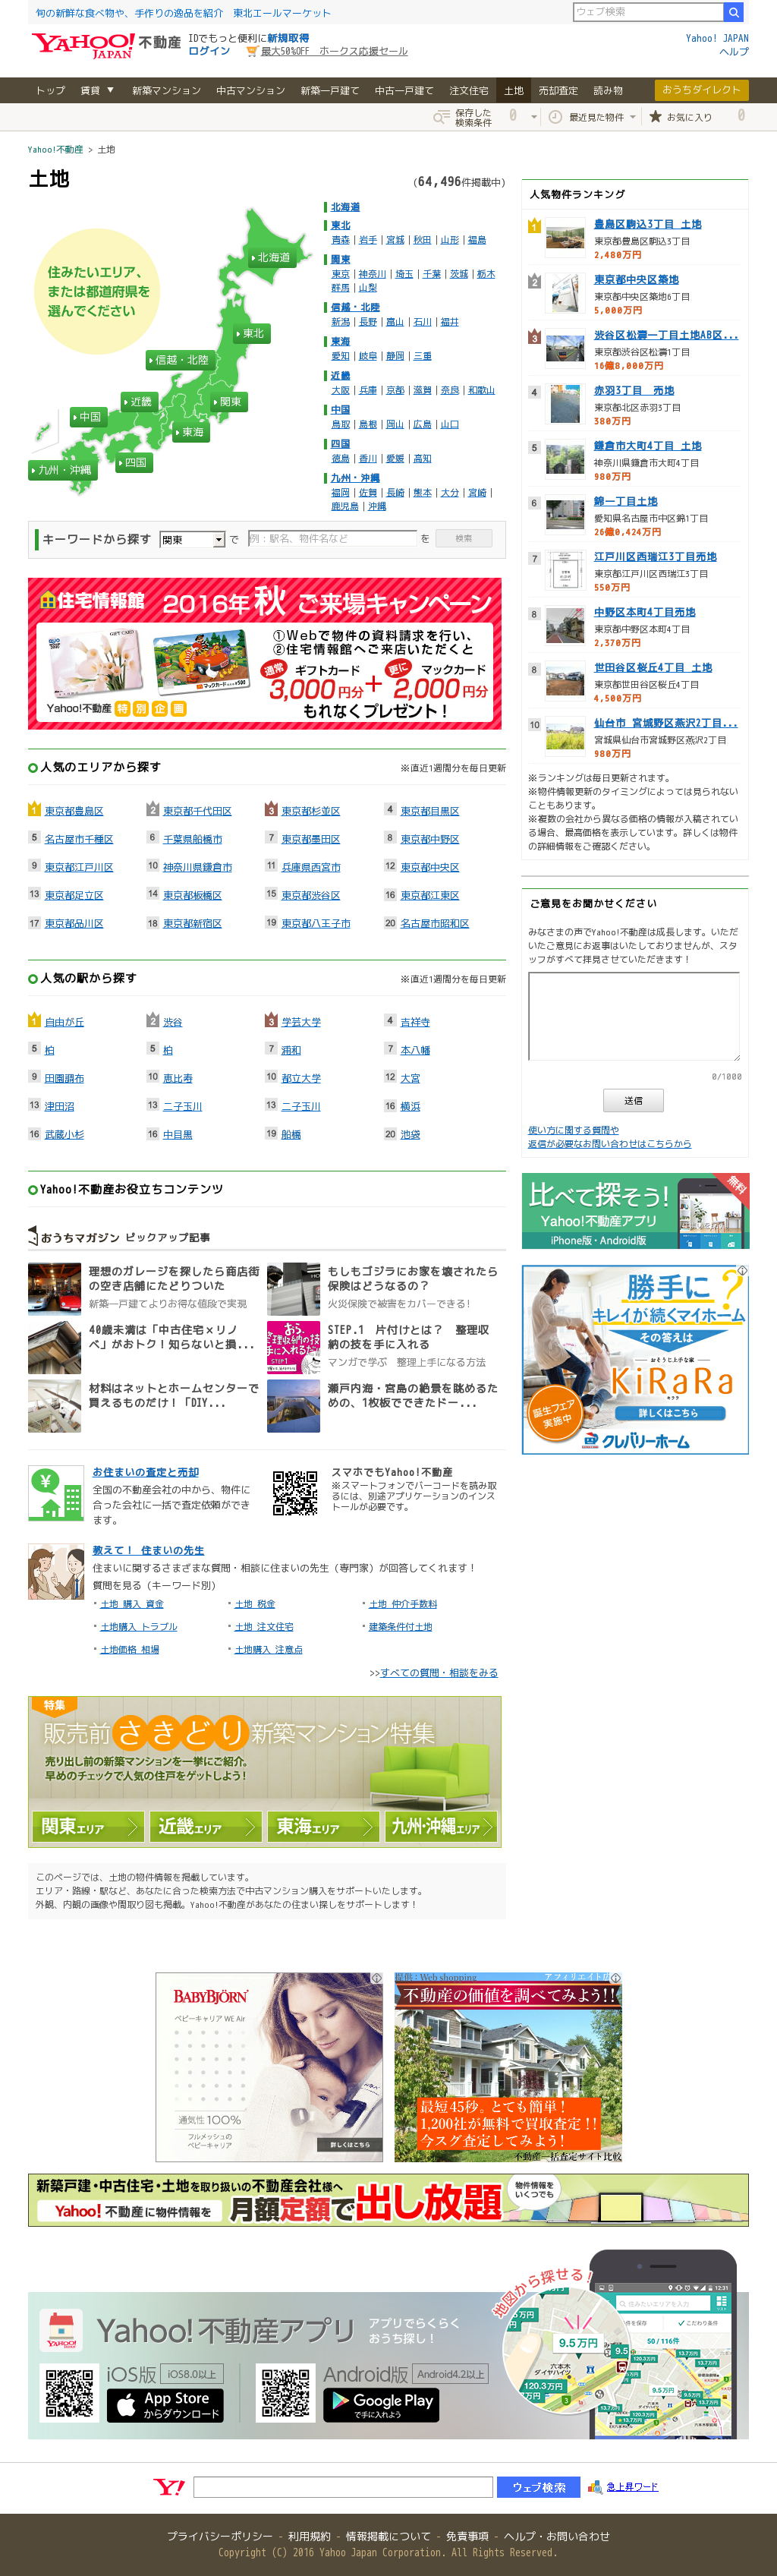 旬の新鮮な食べ物や、手作りの逸品を紹介　東北エールマーケット
ウェブ検索
YAHOO! JAPAN 不動産
IDでもっと便利に新規取得
ログイン
最大50%OFF　ホークス応援セール
Yahoo! JAPAN
ヘルプ
トップ 賃貸 ▼ 新築マンション 中古マンション 新築一戸建て 中古一戸建て 注文住宅 土地 売却査定 読み物 おうちダイレクト
保存した検索条件 0 最近見た物件 お気に入り 0
Yahoo!不動産 > 土地
土地
(64,496件掲載中)
住みたいエリア、
または都道府県を
選んでください
北海道
東北
信越・北陸
近畿
関東
中国
東海
四国
九州・沖縄
北海道
東北
青森 | 岩手 | 宮城 | 秋田 | 山形 | 福島
関東
東京 | 神奈川 | 埼玉 | 千葉 | 茨城 | 栃木
群馬 | 山梨
信越・北陸
新潟 | 長野 | 富山 | 石川 | 福井
東海
愛知 | 岐阜 | 静岡 | 三重
近畿
大阪 | 兵庫 | 京都 | 滋賀 | 奈良 | 和歌山
中国
鳥取 | 島根 | 岡山 | 広島 | 山口
四国
徳島 | 香川 | 愛媛 | 高知
九州・沖縄
福岡 | 佐賀 | 長崎 | 熊本 | 大分 | 宮崎 |
鹿児島 | 沖縄
キーワードから探す 関東 で 例：駅名、物件名など を 検索
住宅情報館 2016年 秋 ご来場キャンペーン
①Webで物件の資料請求を行い、
②住宅情報館へご来店いただくと
GIFT CARD
通常 ギフトカード 3,000円分 + 更に マックカード 2,000円分
もれなくプレゼント!
Yahoo!不動産 特別企画
人気のエリアから探す
※直近1週間分を毎日更新
1 東京都豊島区 2 東京都千代田区 3 東京都杉並区 4 東京都目黒区
5 名古屋市千種区 6 千葉県船橋市 7 東京都墨田区 8 東京都中野区
9 東京都江戸川区 10 神奈川県鎌倉市 11 兵庫県西宮市 12 東京都中央区
13 東京都足立区 14 東京都板橋区 15 東京都渋谷区 16 東京都江東区
17 東京都品川区 18 東京都新宿区 19 東京都八王子市 20 名古屋市昭和区
人気の駅から探す
※直近1週間分を毎日更新
1 自由が丘 2 渋谷 3 学芸大学 4 吉祥寺
5 柏 5 柏 7 浦和 7 本八幡
9 田園調布 10 恵比寿 10 都立大学 12 大宮
13 津田沼 13 二子玉川 13 二子玉川 16 横浜
16 武蔵小杉 16 中目黒 19 船橋 20 池袋
Yahoo!不動産お役立ちコンテンツ
おうちマガジン ピックアップ記事
理想のガレージを探したら商店街の空き店舗にたどりついた
新築一戸建てよりお得な値段で実現
もしもゴジラにお家を壊されたら保険はどうなるの？
火災保険で被害をカバーできる!
40歳未満は「中古住宅×リノベ」がおトク！知らないと損...
STEP.1　片付けとは？　整理収納の技を手に入れる
マンガで学ぶ　整理上手になる方法
材料はネットとホームセンターで買えるものだけ！「DIY...
瀬戸内海・宮島の絶景を眺めるための、1枚板でできたドー...
お住まいの査定と売却
全国の不動産会社の中から、物件に合った会社に一括で査定依頼ができます。
スマホでもYahoo!不動産
※スマートフォンでバーコードを読み取るには、別途アプリケーションのインストールが必要です。
教えて！ 住まいの先生
住まいに関するさまざまな質問・相談に住まいの先生（専門家）が回答してくれます！
質問を見る（キーワード別）
土地 購入 資金 土地 税金 土地 仲介手数料
土地購入 トラブル 土地 注文住宅 建築条件付土地
土地価格 相場 土地購入 注意点
>>すべての質問・相談をみる
特集
販売前さきどり新築マンション特集
売り出し前の新築マンションを一挙にご紹介。
早めのチェックで人気の住戸をゲットしよう!
関東エリア 近畿エリア 東海エリア 九州・沖縄エリア
このページでは、土地の物件情報を掲載しています。
エリア・路線・駅など、あなたに合った検索方法で中古マンション購入をサポートいたします。
外観、内観の画像や間取り図も掲載。Yahoo!不動産があなたの住まい探しをサポートします！
人気物件ランキング
1 豊島区駒込3丁目 土地
東京都豊島区駒込3丁目
2,480万円
2 東京都中央区築地
東京都中央区築地6丁目
5,000万円
3 渋谷区松濤一丁目土地AB区...
東京都渋谷区松濤1丁目
16億8,000万円
4 赤羽3丁目　売地
東京都北区赤羽3丁目
380万円
5 鎌倉市大町4丁目 土地
神奈川県鎌倉市大町4丁目
980万円
6 錦一丁目土地
愛知県名古屋市中区錦1丁目
26億0,424万円
7 江戸川区西瑞江3丁目売地
東京都江戸川区西瑞江3丁目
550万円
8 中野区本町4丁目売地
東京都中野区本町4丁目
2,370万円
8 世田谷区桜丘4丁目 土地
東京都世田谷区桜丘4丁目
4,500万円
10 仙台市 宮城野区燕沢2丁目...
宮城県仙台市宮城野区燕沢2丁目
980万円
※ランキングは毎日更新されます。
※物件情報更新のタイミングによっては見られないこともあります。
※複数の会社から異なる価格の情報が入稿されている場合、最高価格を表示しています。詳しくは物件の詳細情報をご確認ください。
ご意見をお聞かせください
みなさまの声でYahoo!不動産は成長します。いただいたご意見にお返事はいたしておりませんが、スタッフがすべて拝見させていただきます！
0/1000
送信
使い方に関する質問や
返信が必要なお問い合わせはこちらから
無料
比べて探そう!
Yahoo!不動産アプリ
iPhone版・Android版
勝手に？
キレイが続くマイホーム
その答えは
おそうじ上手な家
KiRaRa
キララ
詳しくはこちら
誕生フェア実施中
クレバリーホーム
BABYBJÖRN
ベビーキャリア WE Air
通気性100%
フルメッシュのベビーキャリア
詳しくはこちら
提供：Web shopping
不動産の価値を調べてみよう!!
最短45秒。とても簡単!
1,200社が無料で買取査定!!
今スグ査定してみよう!
不動産一括査定サイト比較
新築戸建・中古住宅・土地を取り扱いの不動産会社様へ
Yahoo!不動産に物件情報を 月額定額で出し放題
物件情報をいくつでも
Yahoo!不動産アプリ アプリでらくらくおうち探し！
地図から探せる!
iOS版 iOS8.0以上
App Storeからダウンロード
Android版 Android4.2以上
Google Playで手に入れよう
9.5万円
六本木
ダイヤハイツ
120.3万円
50/116件
ウェブ検索
急上昇ワード
プライバシーポリシー - 利用規約 - 情報掲載について - 免責事項 - ヘルプ・お問い合わせ
Copyright (C) 2016 Yahoo Japan Corporation. All Rights Reserved.